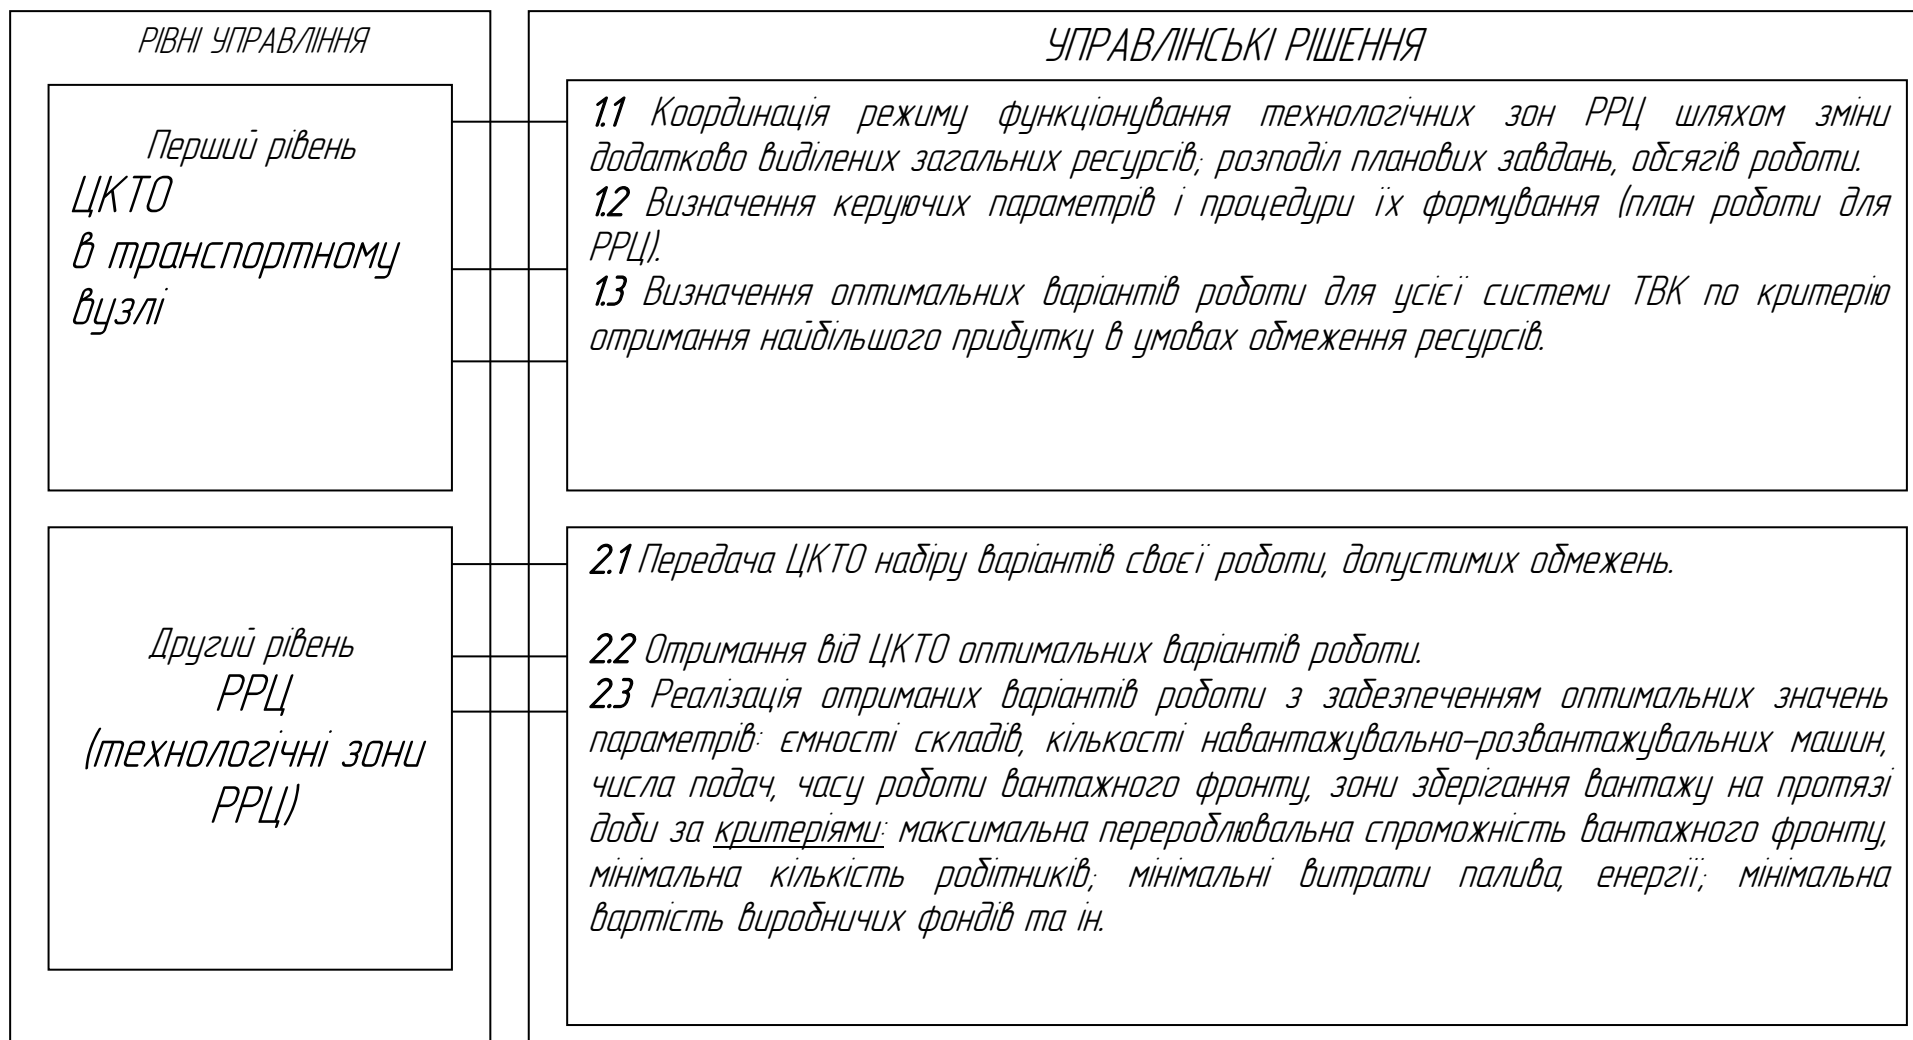 РІВНІ УПРАВЛІННЯ
УПРАВЛІНСЬКІ РІШЕННЯ
Перший рівень
ЦКТО
в транспортному
вузлі
1.1 Координація режиму функціонування технологічних зон РРЦ шляхом зміни
додатково виділених загальних ресурсів; розподіл планових завдань, обсягів роботи.
1.2 Визначення керуючих параметрів і процедури їх формування (план роботи для
РРЦ).
1.3 Визначення оптимальних варіантів роботи для усієї системи ТВК по критерію
отримання найбільшого прибутку в умовах обмеження ресурсів.
Другий рівень
РРЦ
(технологічні зони
РРЦ)
2.1 Передача ЦКТО набіру варіантів своєї роботи, допустимих обмежень.
2.2 Отримання від ЦКТО оптимальних варіантів роботи.
2.3 Реалізація отриманих варіантів роботи з забезпеченням оптимальних значень
параметрів: ємності складів, кількості навантажувально-розвантажувальних машин,
числа подач, часу роботи вантажного фронту, зони зберігання вантажу на протязі
доби за критеріями: максимальна перероблювальна спроможність вантажного фронту,
мінімальна кількість робітників; мінімальні витрати палива, енергії; мінімальна
вартість виробничих фондів та ін.